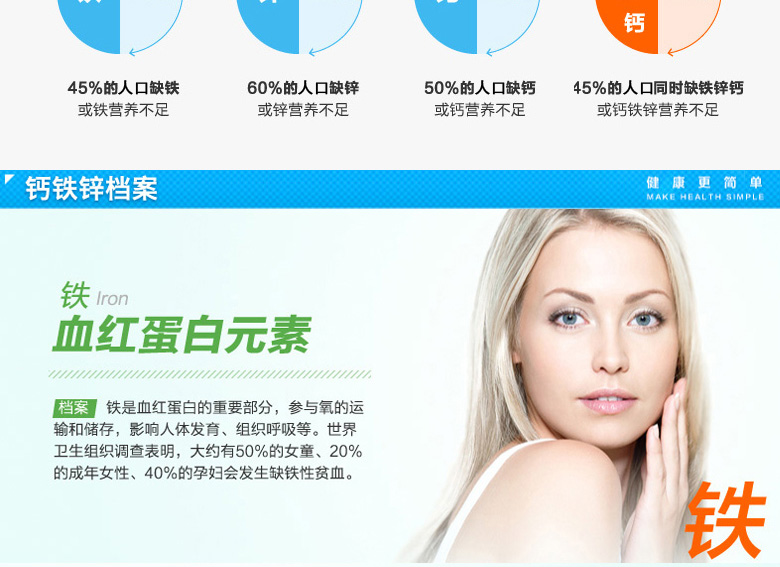 钙
45%的人口缺铁
或铁营养不足
60%的人口缺锌
或锌营养不足
50%的人口缺钙
或钙营养不足
45%的人口同时缺铁锌钙
或钙铁锌营养不足
钙铁锌档案
健康更简单
MAKE HEALTH SIMPLE
铁 Iron
血红蛋白元素
档案 铁是血红蛋白的重要部分，参与氧的运
输和储存，影响人体发育、组织呼吸等。世界
卫生组织调查表明，大约有50%的女童、20%
的成年女性、40%的孕妇会发生缺铁性贫血。
铁